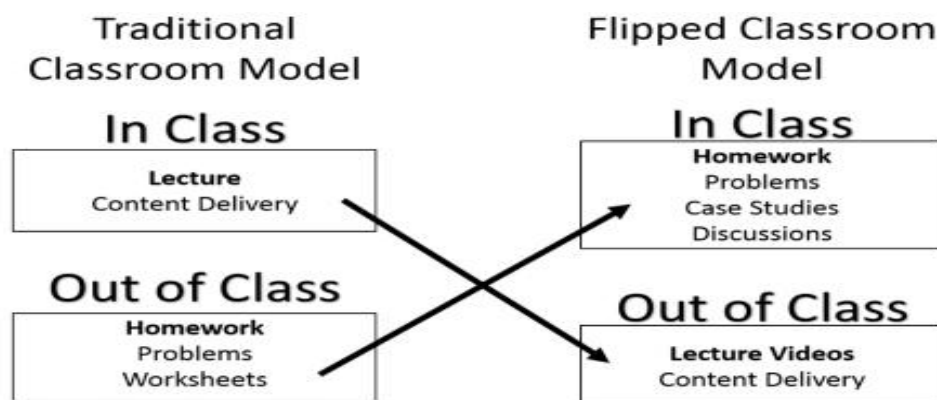 Traditional
Classroom Model
In Class
Lecture
Content Delivery
Out of Class
Homework
Problems
Worksheets
Flipped Classroom
Model
In Class
Homework
Problems
Case Studies
Discussions
Out of Class
Lecture Videos
Content Delivery